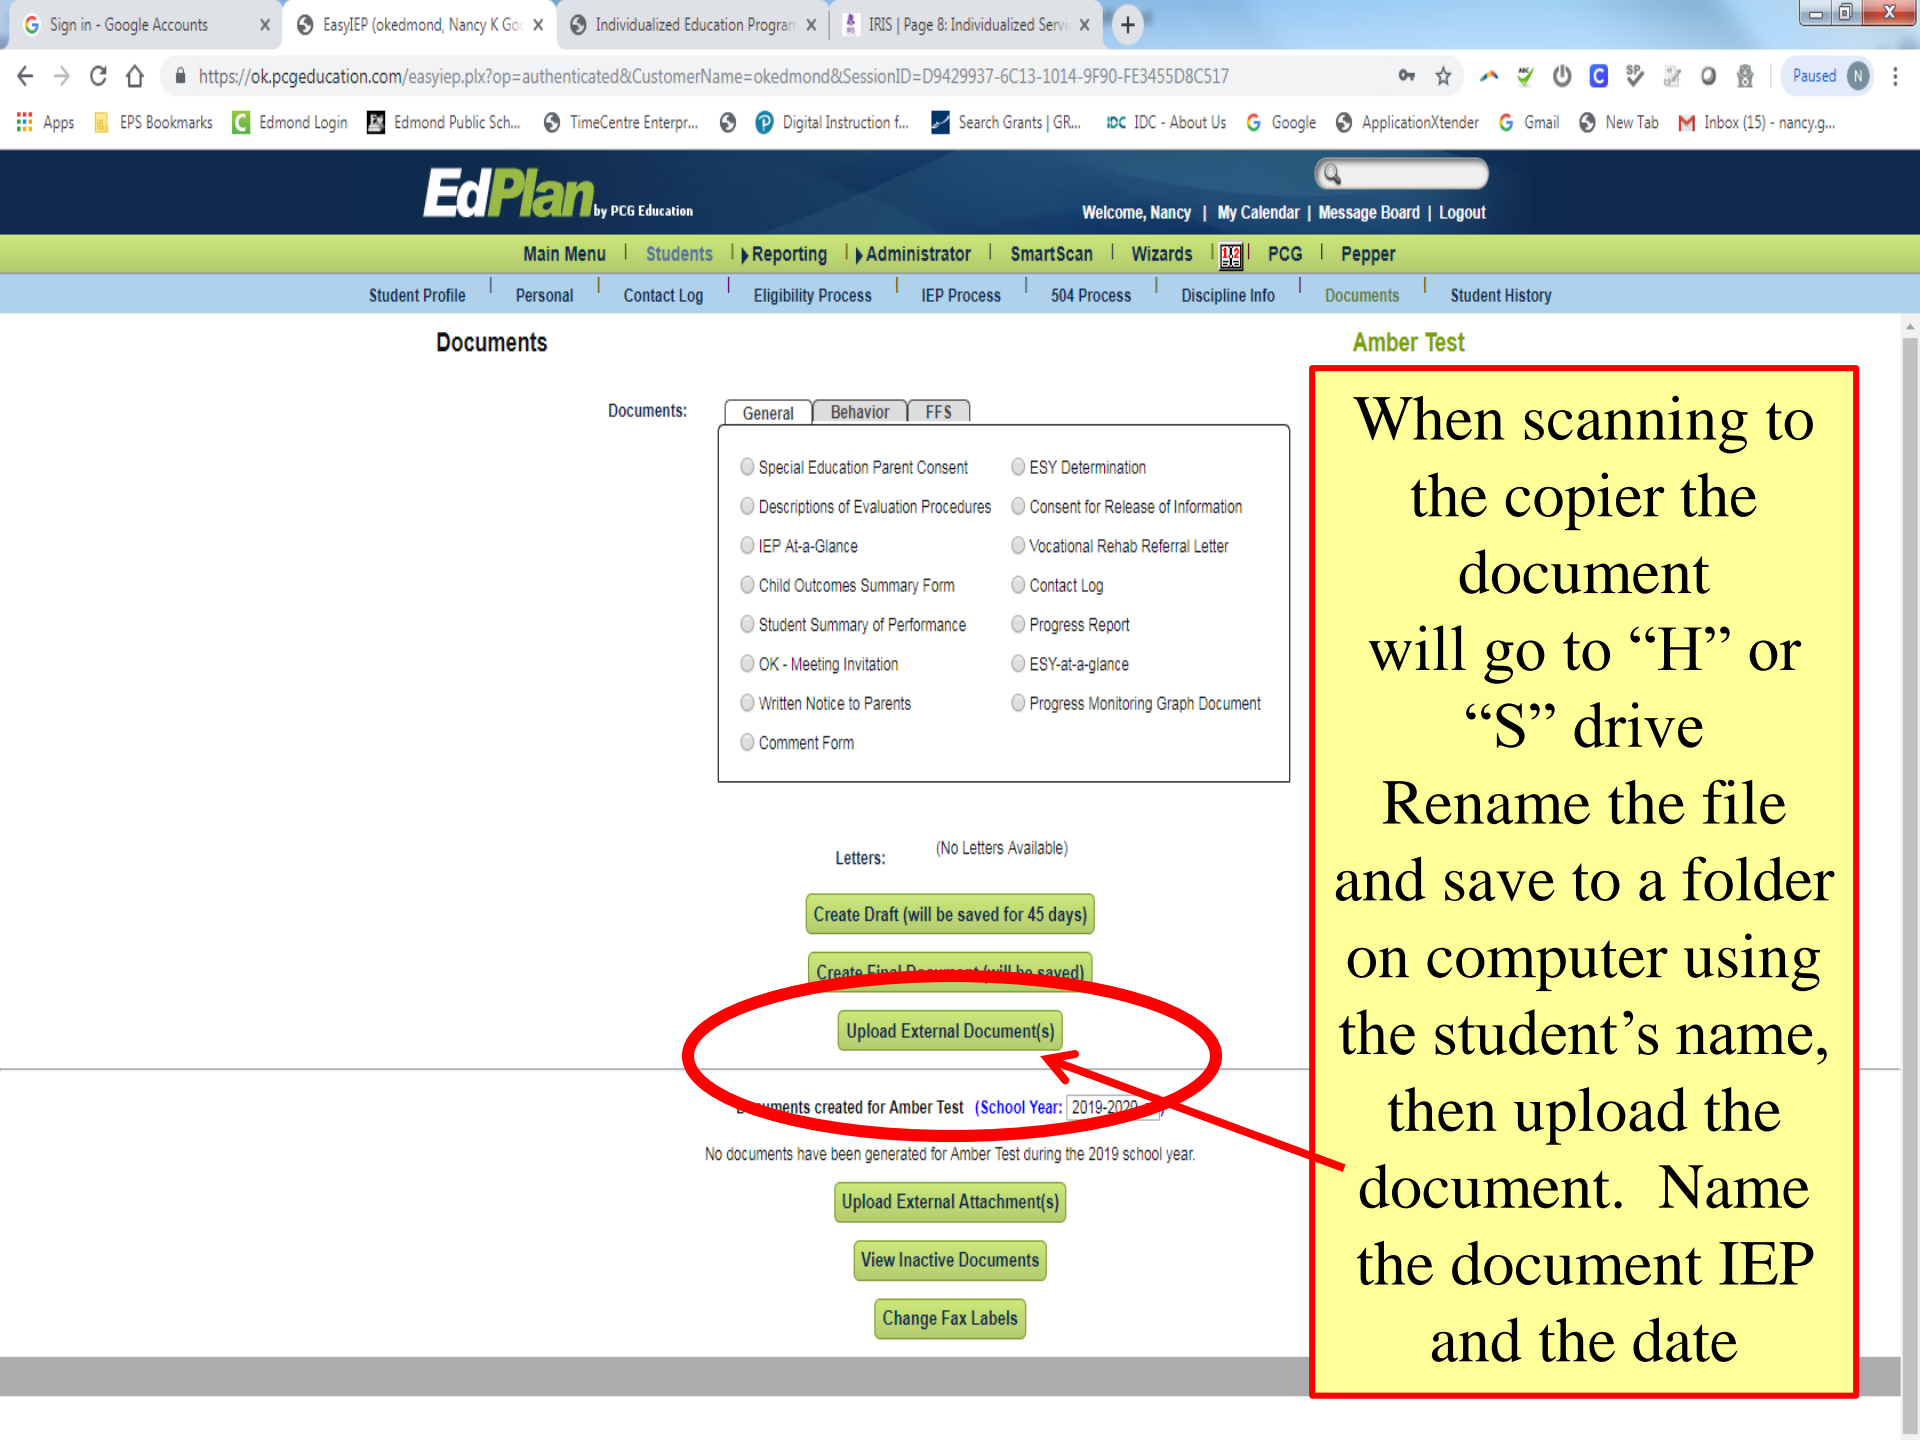 Sign in - Google Accounts
EasyIEP (okedmond, Nancy K Goo
Individualized Education Program
IRIS | Page 8: Individualized Servi
https://ok.pcgeducation.com/easyiep.plx?op=authenticated&CustomerName=okedmond&SessionID=D9429937-6C13-1014-9F90-FE3455D8C517
Paused N
Apps EPS Bookmarks Edmond Login Edmond Public Sch... TimeCentre Enterpr... Digital Instruction f... Search Grants | GR... IDC IDC - About Us Google ApplicationXtender Gmail New Tab Inbox (15) - nancy.g...
EdPlan by PCG Education
Welcome, Nancy | My Calendar | Message Board | Logout
Main Menu | Students | Reporting | Administrator | SmartScan | Wizards | | PCG | Pepper
Student Profile | Personal | Contact Log | Eligibility Process | IEP Process | 504 Process | Discipline Info | Documents | Student History
Documents
Amber Test
Documents:
General Behavior FFS
Special Education Parent Consent
ESY Determination
Descriptions of Evaluation Procedures
Consent for Release of Information
IEP At-a-Glance
Vocational Rehab Referral Letter
Child Outcomes Summary Form
Contact Log
Student Summary of Performance
Progress Report
OK - Meeting Invitation
ESY-at-a-glance
Written Notice to Parents
Progress Monitoring Graph Document
Comment Form
Letters:
(No Letters Available)
Create Draft (will be saved for 45 days)
Create Final Document (will be saved)
Upload External Document(s)
Documents created for Amber Test (School Year: 2019-2020 )
No documents have been generated for Amber Test during the 2019 school year.
Upload External Attachment(s)
View Inactive Documents
Change Fax Labels
When scanning to
the copier the
document
will go to “H” or
“S” drive
Rename the file
and save to a folder
on computer using
the student’s name,
then upload the
document.  Name
the document IEP
and the date